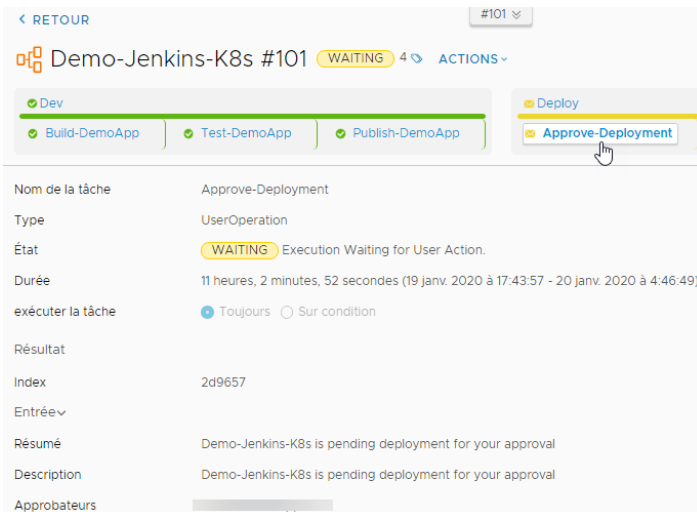 #101
RETOUR
Demo-Jenkins-K8s #101 WAITING 4 ACTIONS
Dev
Deploy
Build-DemoApp Test-DemoApp Publish-DemoApp Approve-Deployment
Nom de la tâche Approve-Deployment
Type UserOperation
État WAITING Execution Waiting for User Action.
Durée 11 heures, 2 minutes, 52 secondes (19 janv. 2020 à 17:43:57 - 20 janv. 2020 à 4:46:49)
exécuter la tâche Toujours Sur condition
Résultat
Index 2d9657
Entrée
Résumé Demo-Jenkins-K8s is pending deployment for your approval
Description Demo-Jenkins-K8s is pending deployment for your approval
Approbateurs